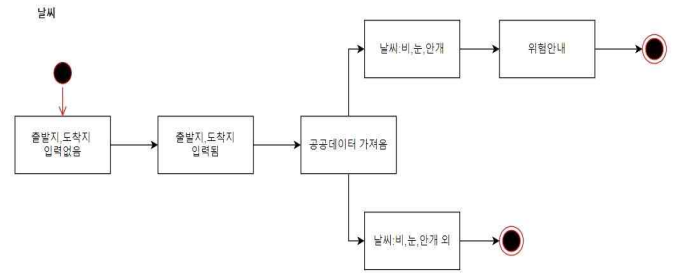 날씨
출발지,도착지
입력없음
출발지,도착지
입력됨
공공데이터 가져옴
날씨:비,눈,안개
위험안내
날씨:비,눈,안개 외